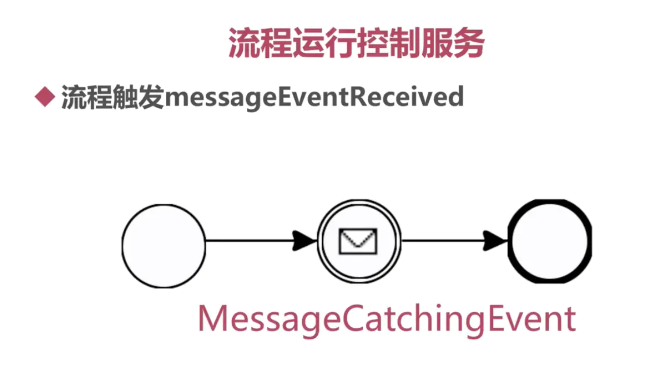 流程运行控制服务
流程触发messageEventReceived
MessageCatchingEvent